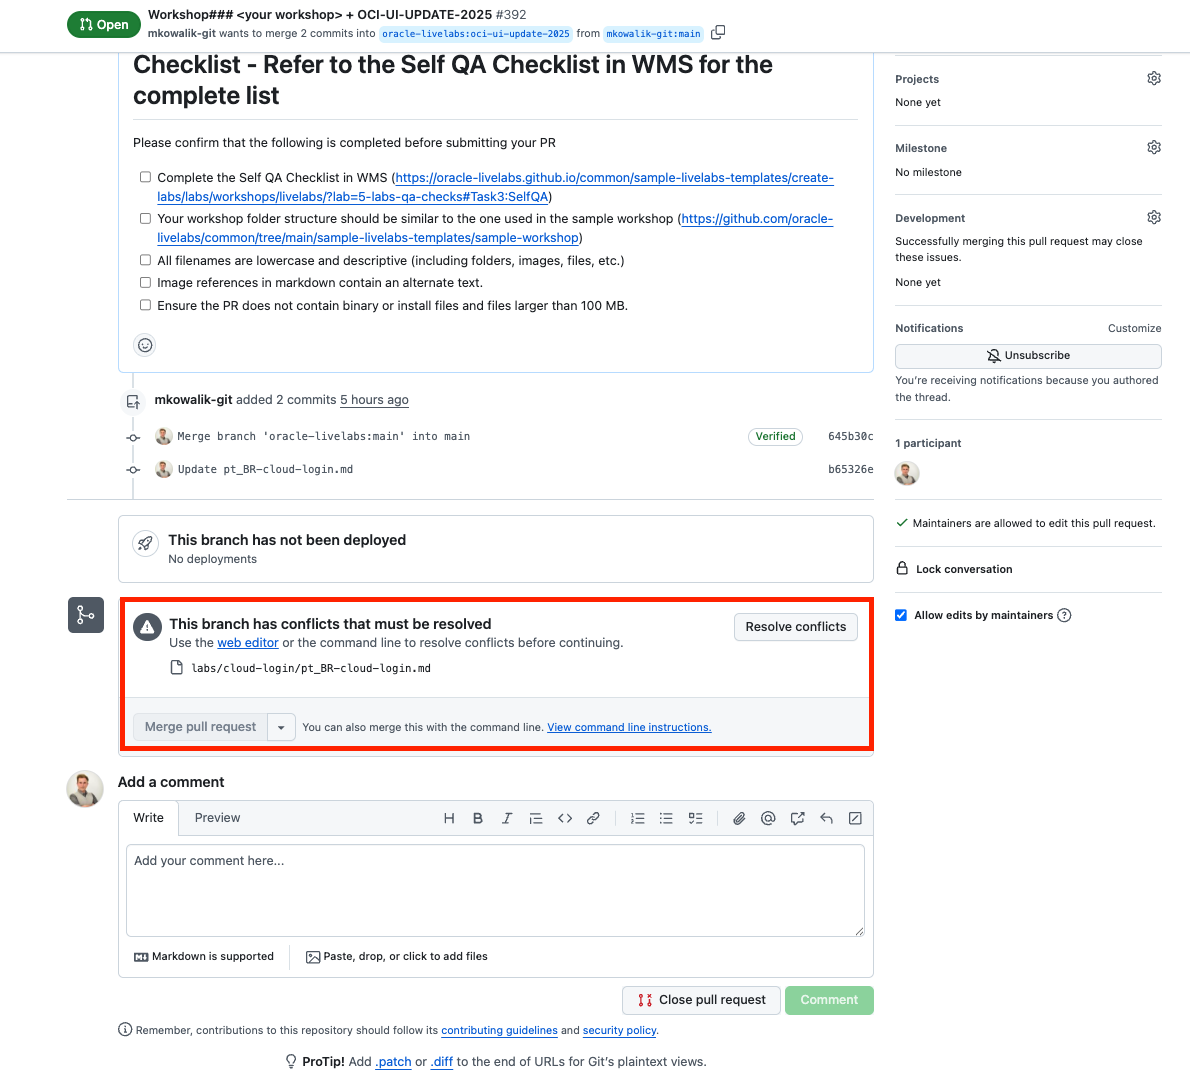 Open
Workshop### <your workshop> + OCI-UI-UPDATE-2025 #392
mkowalik-git wants to merge 2 commits into oracle-livelabs:oci-ui-update-2025 from mkowalik-git:main
Checklist - Refer to the Self QA Checklist in WMS for the
complete list
Please confirm that the following is completed before submitting your PR
Complete the Self QA Checklist in WMS (https://oracle-livelabs.github.io/common/sample-livelabs-templates/create-
labs/labs/workshops/livelabs/?lab=5-labs-qa-checks#Task3:SelfQA)
Your workshop folder structure should be similar to the one used in the sample workshop (https://github.com/oracle-
livelabs/common/tree/main/sample-livelabs-templates/sample-workshop)
All filenames are lowercase and descriptive (including folders, images, files, etc.)
Image references in markdown contain an alternate text.
Ensure the PR does not contain binary or install files and files larger than 100 MB.
mkowalik-git added 2 commits 5 hours ago
Merge branch 'oracle-livelabs:main' into main Verified 645b30c
Update pt_BR-cloud-login.md b65326e
This branch has not been deployed
No deployments
This branch has conflicts that must be resolved
Use the web editor or the command line to resolve conflicts before continuing.
Resolve conflicts
labs/cloud-login/pt_BR-cloud-login.md
Merge pull request You can also merge this with the command line. View command line instructions.
Add a comment
Write Preview
Add your comment here...
Markdown is supported Paste, drop, or click to add files
Close pull request Comment
Remember, contributions to this repository should follow its contributing guidelines and security policy.
ProTip! Add .patch or .diff to the end of URLs for Git's plaintext views.
Projects
None yet
Milestone
No milestone
Development
Successfully merging this pull request may close
these issues.
None yet
Notifications Customize
Unsubscribe
You're receiving notifications because you authored
the thread.
1 participant
Maintainers are allowed to edit this pull request.
Lock conversation
Allow edits by maintainers